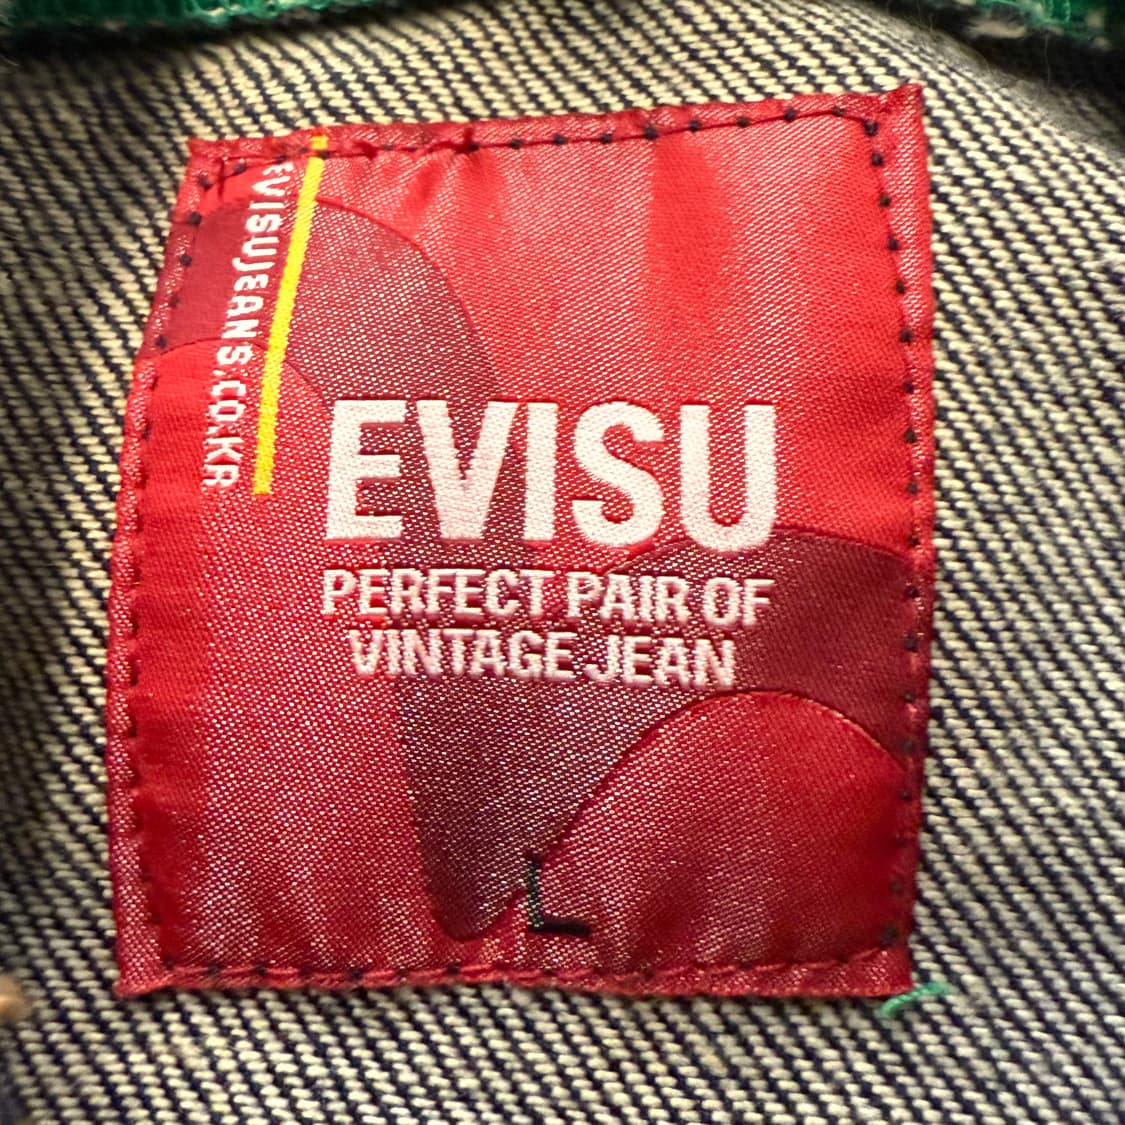 EVISUJEANS.CO.KR
EVISU
PERFECT PAIR OF
VINTAGE JEAN
L